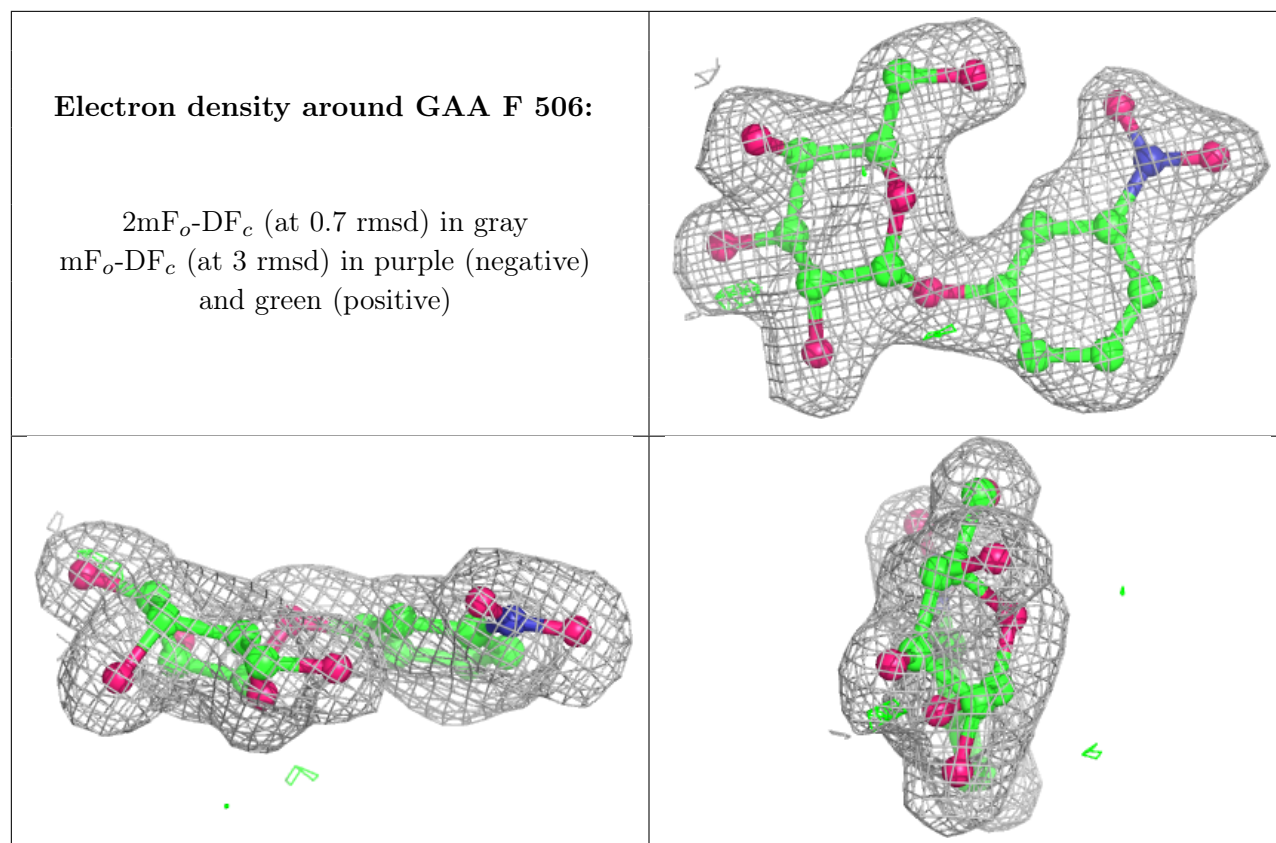 Electron density around GAA F 506:
2mFo-DFc (at 0.7 rmsd) in gray
mFo-DFc (at 3 rmsd) in purple (negative)
and green (positive)